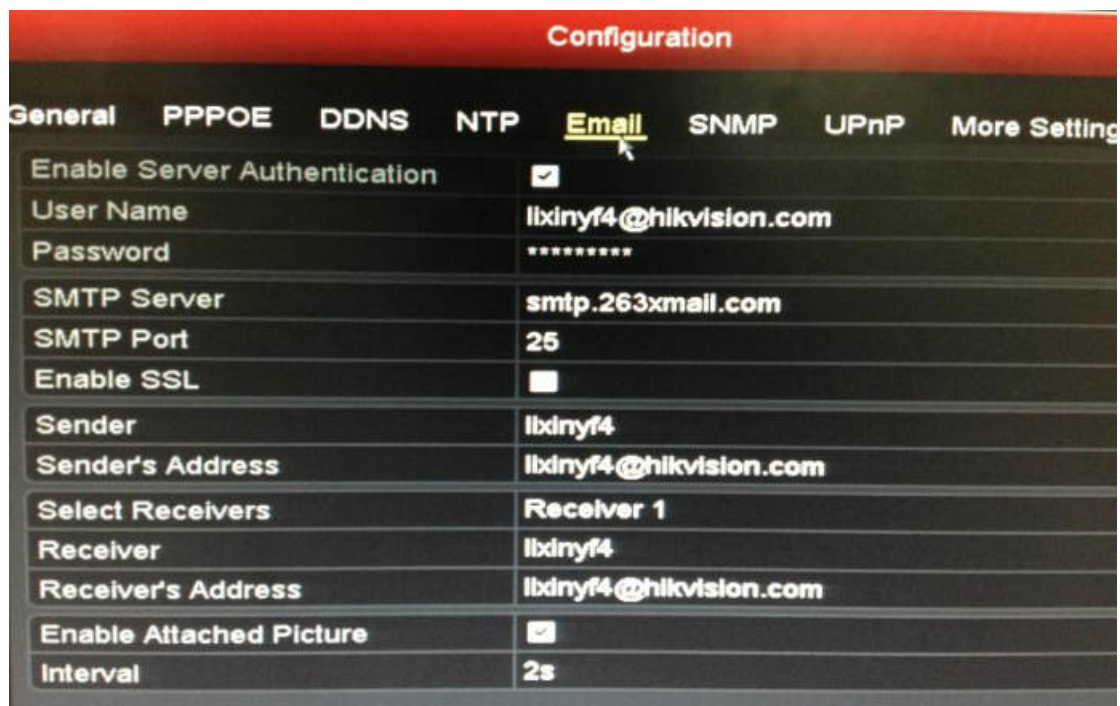 Configuration
General PPPOE DDNS NTP Email SNMP UPnP More Setting
Enable Server Authentication
User Name lixinyf4@hikvision.com
Password *********
SMTP Server smtp.263xmail.com
SMTP Port 25
Enable SSL
Sender lixinyf4
Sender's Address lixinyf4@hikvision.com
Select Receivers Receiver 1
Receiver lixinyf4
Receiver's Address lixinyf4@hikvision.com
Enable Attached Picture
Interval 2s